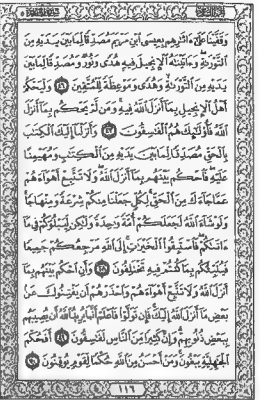 وَقَفَّيْنَا عَلَىٰٓ ءَاثَٰرِهِم بِعِيسَى ٱبْنِ مَرْيَمَ مُصَدِّقًا لِّمَا بَيْنَ يَدَيْهِ مِنَ
ٱلتَّوْرَىٰةِ وَءَاتَيْنَٰهُ ٱلْإِنجِيلَ فِيهِ هُدًى وَنُورٌ وَمُصَدِّقًا لِّمَا بَيْنَ
يَدَيْهِ مِنَ ٱلتَّوْرَىٰةِ وَهُدًى وَمَوْعِظَةً لِّلْمُتَّقِينَ ٤٦ وَلْيَحْكُمْ
أَهْلُ ٱلْإِنجِيلِ بِمَآ أَنزَلَ ٱللَّهُ فِيهِ وَمَن لَّمْ يَحْكُم بِمَآ أَنزَلَ
ٱللَّهُ فَأُو۟لَٰٓئِكَ هُمُ ٱلْفَٰسِقُونَ ٤٧ وَأَنزَلْنَآ إِلَيْكَ ٱلْكِتَٰبَ
بِٱلْحَقِّ مُصَدِّقًا لِّمَا بَيْنَ يَدَيْهِ مِنَ ٱلْكِتَٰبِ وَمُهَيْمِنًا
عَلَيْهِ فَٱحْكُم بَيْنَهُم بِمَآ أَنزَلَ ٱللَّهُ وَلَا تَتَّبِعْ أَهْوَآءَهُمْ
عَمَّا جَآءَكَ مِنَ ٱلْحَقِّ لِكُلٍّ جَعَلْنَا مِنكُمْ شِرْعَةً وَمِنْهَاجًا
وَلَوْ شَآءَ ٱللَّهُ لَجَعَلَكُمْ أُمَّةً وَٰحِدَةً وَلَٰكِن لِّيَبْلُوَكُمْ فِي مَآ
ءَاتَىٰكُمْ فَٱسْتَبِقُوا۟ ٱلْخَيْرَٰتِ إِلَى ٱللَّهِ مَرْجِعُكُمْ جَمِيعًا
فَيُنَبِّئُكُم بِمَا كُنتُمْ فِيهِ تَخْتَلِفُونَ ٤٨ وَأَنِ ٱحْكُم بَيْنَهُم بِمَآ
أَنزَلَ ٱللَّهُ وَلَا تَتَّبِعْ أَهْوَآءَهُمْ وَٱحْذَرْهُمْ أَن يَفْتِنُوكَ عَنۢ
بَعْضِ مَآ أَنزَلَ ٱللَّهُ إِلَيْكَ فَإِن تَوَلَّوْا۟ فَٱعْلَمْ أَنَّمَا يُرِيدُ ٱللَّهُ أَن يُصِيبَهُم
بِبَعْضِ ذُنُوبِهِمْ وَإِنَّ كَثِيرًا مِّنَ ٱلنَّاسِ لَفَٰسِقُونَ ٤٩ أَفَحُكْمَ
ٱلْجَٰهِلِيَّةِ يَبْغُونَ وَمَنْ أَحْسَنُ مِنَ ٱللَّهِ حُكْمًا لِّقَوْمٍ يُوقِنُونَ ٥٠
١١٦